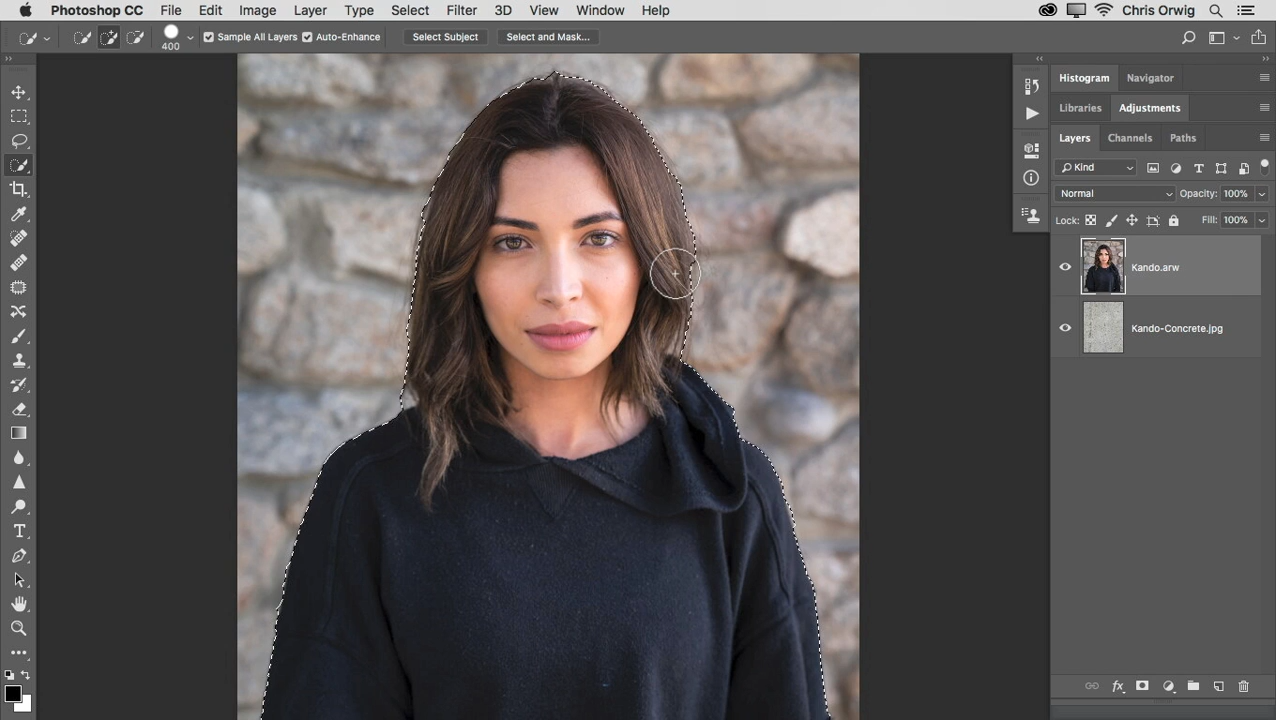 Photoshop CC File Edit Image Layer Type Select Filter 3D View Window Help Chris Orwig
400 Sample All Layers Auto-Enhance Select Subject Select and Mask...
Histogram Navigator
Libraries Adjustments
Layers Channels Paths
Kind
Normal Opacity: 100%
Lock: Fill: 100%
Kando.arw
Kando-Concrete.jpg